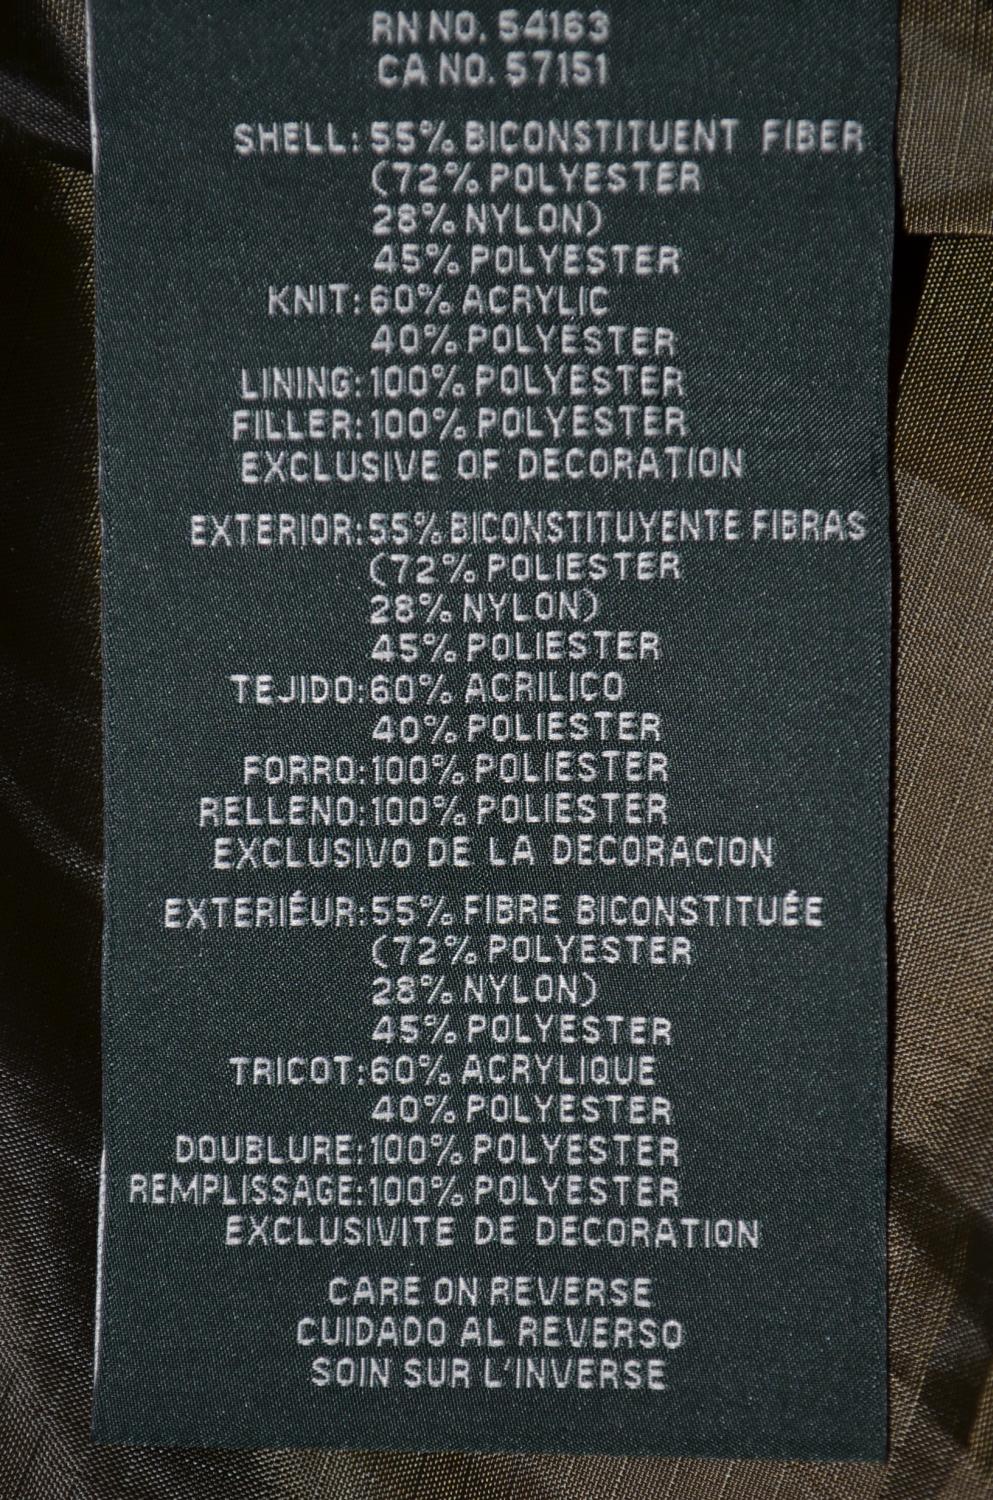 RN NO. 54163
CA NO. 57151
SHELL: 55% BICONSTITUENT FIBER
(72% POLYESTER
28% NYLON)
45% POLYESTER
KNIT: 60% ACRYLIC
40% POLYESTER
LINING: 100% POLYESTER
FILLER: 100% POLYESTER
EXCLUSIVE OF DECORATION
EXTERIOR: 55% BICONSTITUYENTE FIBRAS
(72% POLIESTER
28% NYLON)
45% POLIESTER
TEJIDO: 60% ACRILICO
40% POLIESTER
FORRO: 100% POLIESTER
RELLENO: 100% POLIESTER
EXCLUSIVO DE LA DECORACION
EXTERIÉUR: 55% FIBRE BICONSTITUÉE
(72% POLYESTER
28% NYLON)
45% POLYESTER
TRICOT: 60% ACRYLIQUE
40% POLYESTER
DOUBLURE: 100% POLYESTER
REMPLISSAGE: 100% POLYESTER
EXCLUSIVITE DE DECORATION
CARE ON REVERSE
CUIDADO AL REVERSO
SOIN SUR L'INVERSE